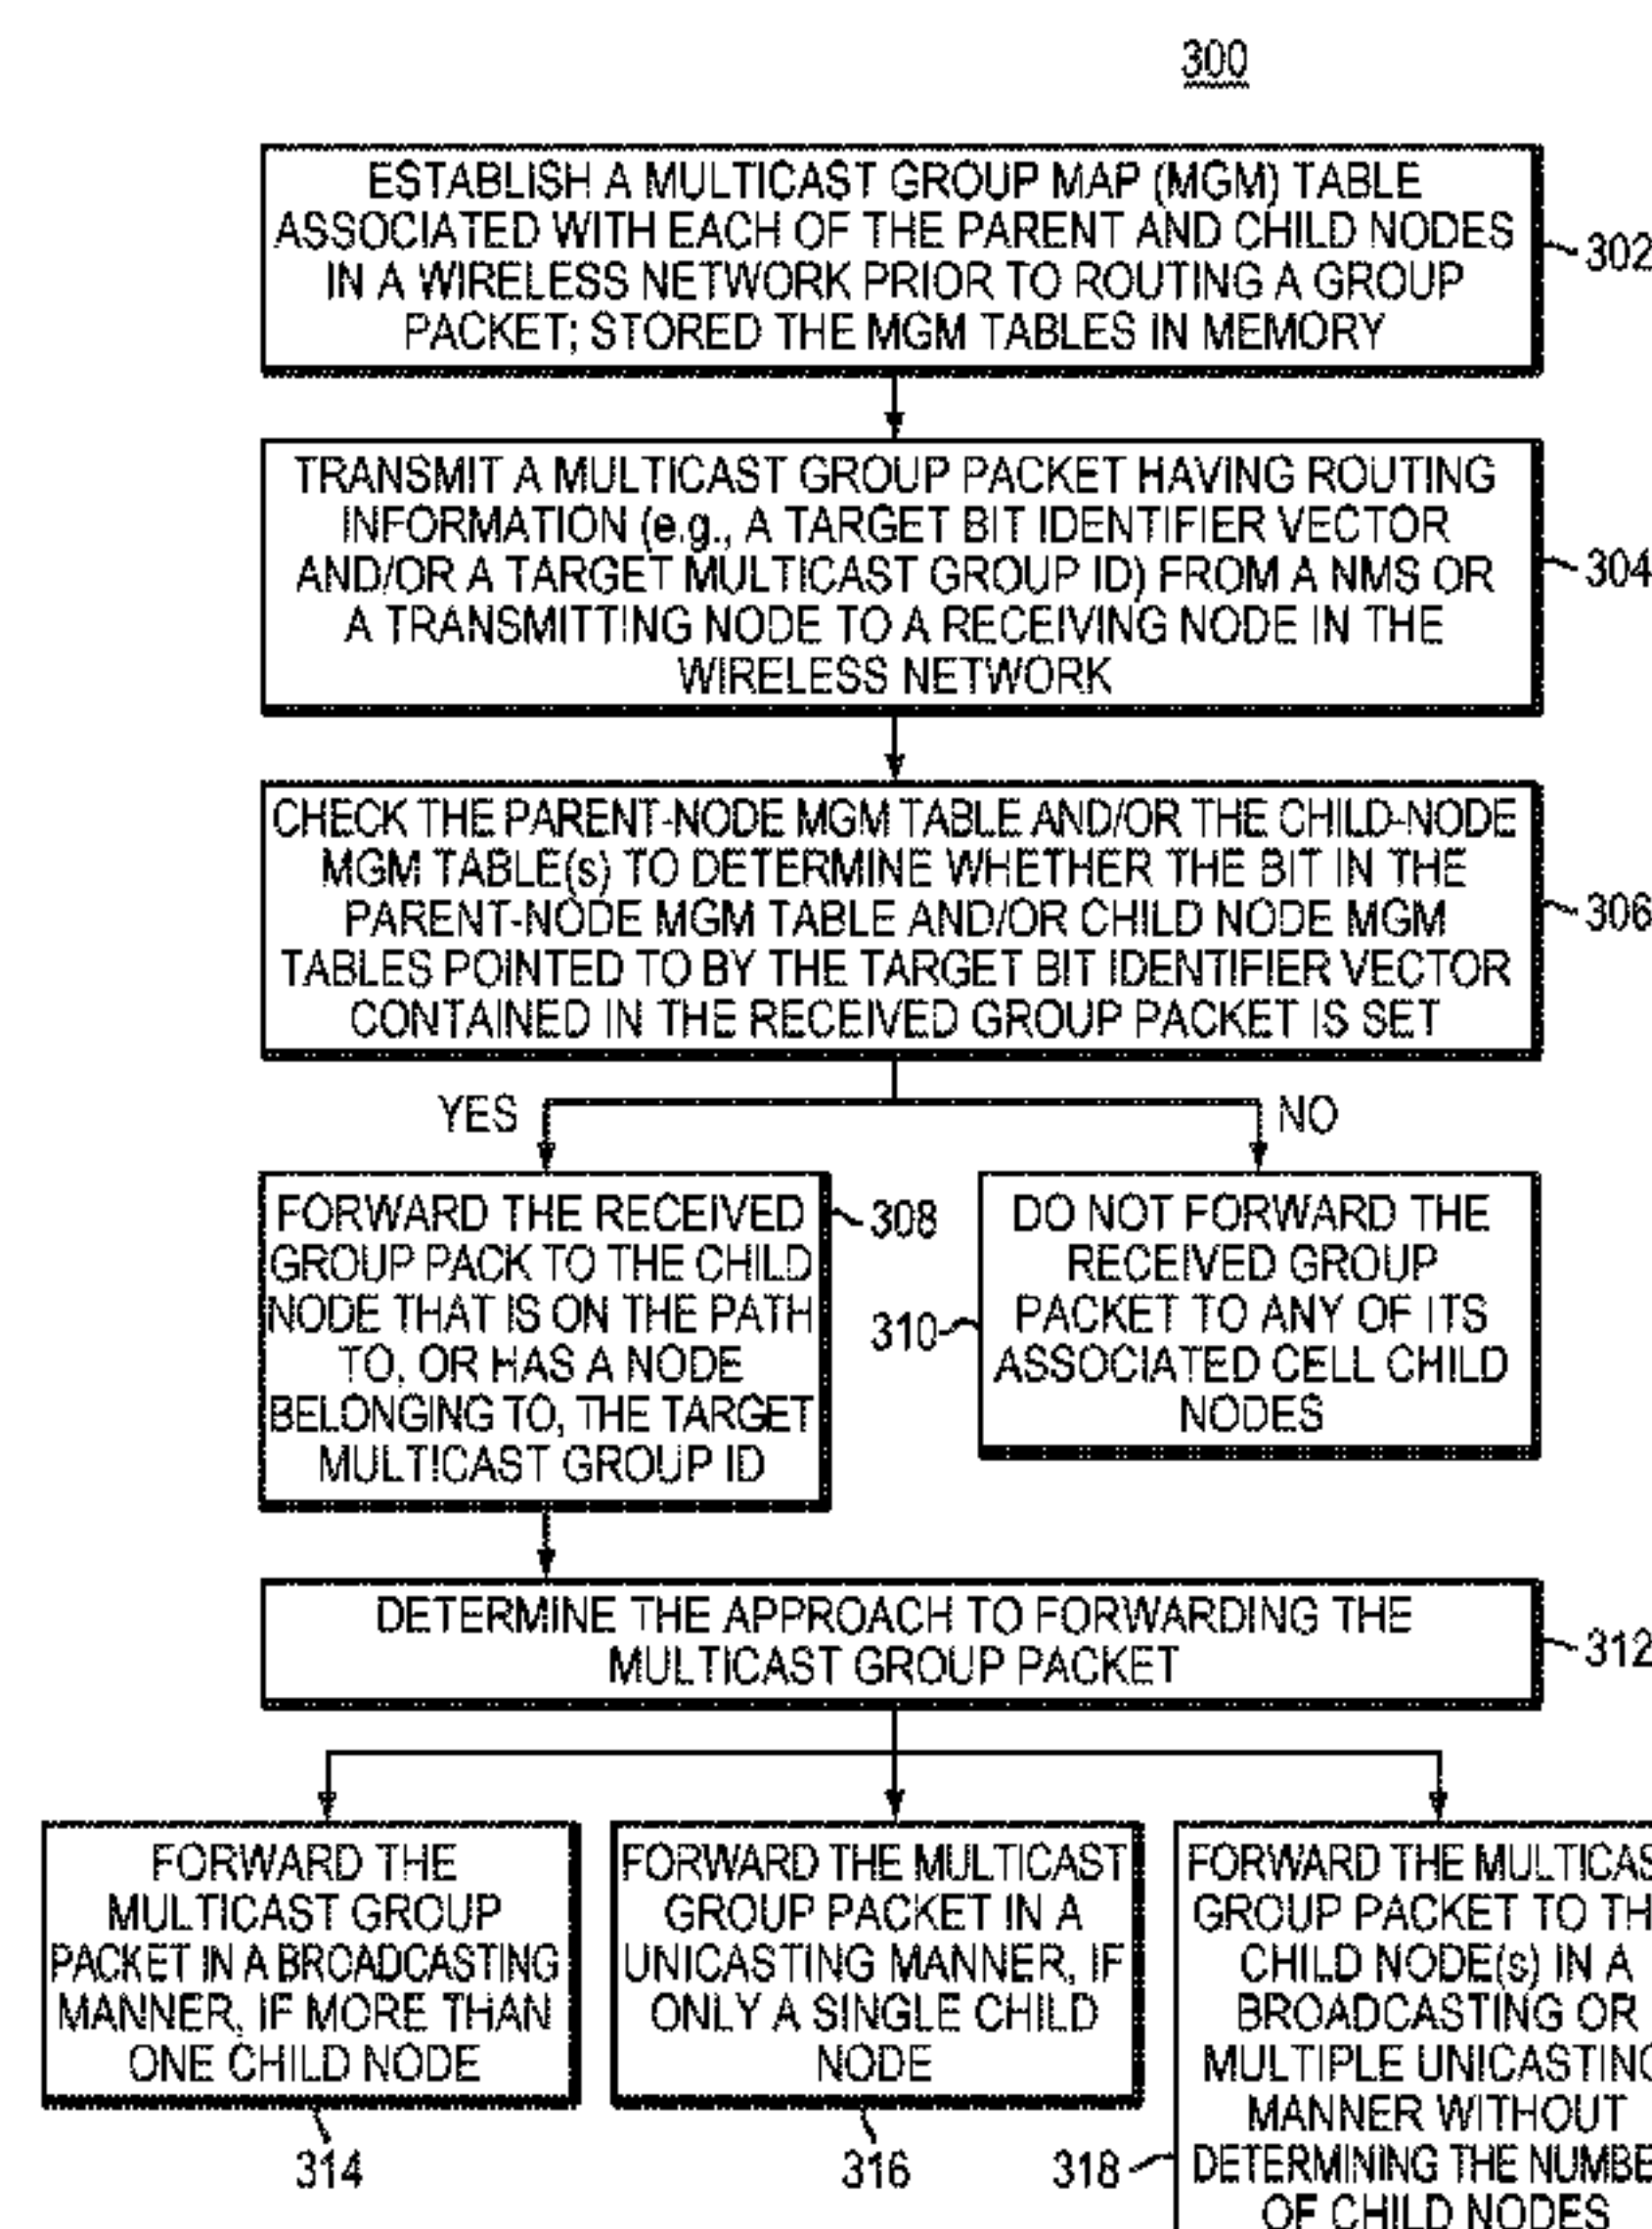 300
ESTABLISH A MULTICAST GROUP MAP (MGM) TABLE
ASSOCIATED WITH EACH OF THE PARENT AND CHILD NODES
IN A WIRELESS NETWORK PRIOR TO ROUTING A GROUP
PACKET; STORED THE MGM TABLES IN MEMORY
302
TRANSMIT A MULTICAST GROUP PACKET HAVING ROUTING
INFORMATION (e.g., A TARGET BIT IDENTIFIER VECTOR
AND/OR A TARGET MULTICAST GROUP ID) FROM A NMS OR
A TRANSMITTING NODE TO A RECEIVING NODE IN THE
WIRELESS NETWORK
304
CHECK THE PARENT-NODE MGM TABLE AND/OR THE CHILD-NODE
MGM TABLE(s) TO DETERMINE WHETHER THE BIT IN THE
PARENT-NODE MGM TABLE AND/OR CHILD NODE MGM
TABLES POINTED TO BY THE TARGET BIT IDENTIFIER VECTOR
CONTAINED IN THE RECEIVED GROUP PACKET IS SET
306
YES
NO
FORWARD THE RECEIVED
GROUP PACK TO THE CHILD
NODE THAT IS ON THE PATH
TO, OR HAS A NODE
BELONGING TO, THE TARGET
MULTICAST GROUP ID
308
DO NOT FORWARD THE
RECEIVED GROUP
PACKET TO ANY OF ITS
ASSOCIATED CELL CHILD
NODES
310
DETERMINE THE APPROACH TO FORWARDING THE
MULTICAST GROUP PACKET
312
FORWARD THE
MULTICAST GROUP
PACKET IN A BROADCASTING
MANNER, IF MORE THAN
ONE CHILD NODE
314
FORWARD THE MULTICAST
GROUP PACKET IN A
UNICASTING MANNER, IF
ONLY A SINGLE CHILD
NODE
316
FORWARD THE
GROUP PACKET TO
CHILD NODE(s) IN A
BROADCASTING OR
MULTIPLE
MANNER WITHOUT
DETERMINING THE
OF CHILD NODES
318